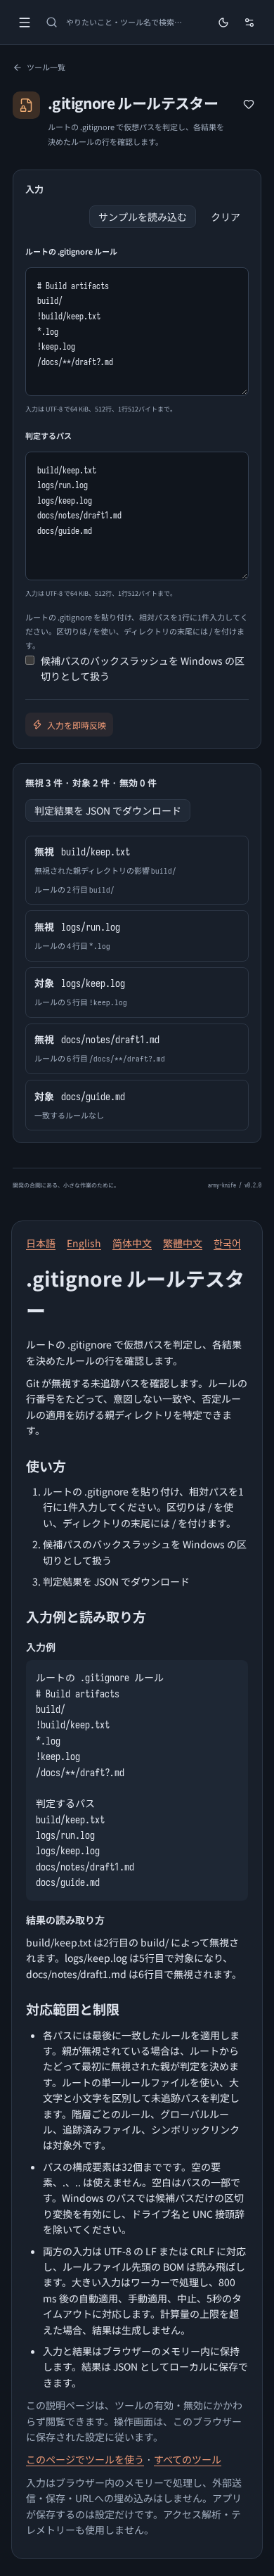 やりたいこと・ツール名で検索…
ツール一覧
.gitignore ルールテスター
ルートの .gitignore で仮想パスを判定し、各結果を
決めたルールの行を確認します。
入力
サンプルを読み込む
クリア
ルートの .gitignore ルール
# Build artifacts
build/
!build/keep.txt
*.log
!keep.log
/docs/**/draft?.md
入力は UTF-8 で64 KiB、512行、1行512バイトまで。
判定するパス
build/keep.txt
logs/run.log
logs/keep.log
docs/notes/draft1.md
docs/guide.md
入力は UTF-8 で64 KiB、512行、1行512バイトまで。
ルートの .gitignore を貼り付け、相対パスを1行に1件入力してく
ださい。区切りは / を使い、ディレクトリの末尾には / を付けま
す。
候補パスのバックスラッシュを Windows の区
切りとして扱う
入力を即時反映
無視 3 件 · 対象 2 件 · 無効 0 件
判定結果を JSON でダウンロード
無視 build/keep.txt
無視された親ディレクトリの影響 build/
ルールの 2 行目 build/
無視 logs/run.log
ルールの 4 行目 *.log
対象 logs/keep.log
ルールの 5 行目 !keep.log
無視 docs/notes/draft1.md
ルールの 6 行目 /docs/**/draft?.md
対象 docs/guide.md
一致するルールなし
開発の合間にある、小さな作業のために。
army-knife / v0.2.0
日本語 English 简体中文 繁體中文 한국어
.gitignore ルールテスタ
ー
ルートの .gitignore で仮想パスを判定し、各結果
を決めたルールの行を確認します。
Git が無視する未追跡パスを確認します。ルールの
行番号をたどって、意図しない一致や、否定ルー
ルの適用を妨げる親ディレクトリを特定できま
す。
使い方
1. ルートの .gitignore を貼り付け、相対パスを1
行に1件入力してください。区切りは / を使
い、ディレクトリの末尾には / を付けます。
2. 候補パスのバックスラッシュを Windows の区
切りとして扱う
3. 判定結果を JSON でダウンロード
入力例と読み取り方
入力例
ルートの .gitignore ルール
# Build artifacts
build/
!build/keep.txt
*.log
!keep.log
/docs/**/draft?.md
判定するパス
build/keep.txt
logs/run.log
logs/keep.log
docs/notes/draft1.md
docs/guide.md
結果の読み取り方
build/keep.txt は2行目の build/ によって無視さ
れます。logs/keep.log は5行目で対象になり、
docs/notes/draft1.md は6行目で無視されます。
対応範囲と制限
• 各パスには最後に一致したルールを適用しま
す。親が無視されている場合は、ルートから
たどって最初に無視された親が判定を決めま
す。ルートの単一ルールファイルを使い、大
文字と小文字を区別して未追跡パスを判定し
ます。階層ごとのルール、グローバルルー
ル、追跡済みファイル、シンボリックリンク
は対象外です。
• パスの構成要素は32個までです。空の要
素、.、.. は使えません。空白はパスの一部で
す。Windows のパスでは候補パスだけの区切
り変換を有効にし、ドライブ名と UNC 接頭辞
を除いてください。
• 両方の入力は UTF-8 の LF または CRLF に対応
し、ルールファイル先頭の BOM は読み飛ばし
ます。大きい入力はワーカーで処理し、800
ms 後の自動適用、手動適用、中止、5秒のタ
イムアウトに対応します。計算量の上限を超
えた場合、結果は生成しません。
• 入力と結果はブラウザーのメモリー内に保持
します。結果は JSON としてローカルに保存で
きます。
この説明ページは、ツールの有効・無効にかかわ
らず閲覧できます。操作画面は、このブラウザー
に保存された設定に従います。
このページでツールを使う · すべてのツール
入力はブラウザー内のメモリーで処理し、外部送
信・保存・URLへの埋め込みはしません。アプリ
が保存するのは設定だけです。アクセス解析・テ
レメトリーも使用しません。